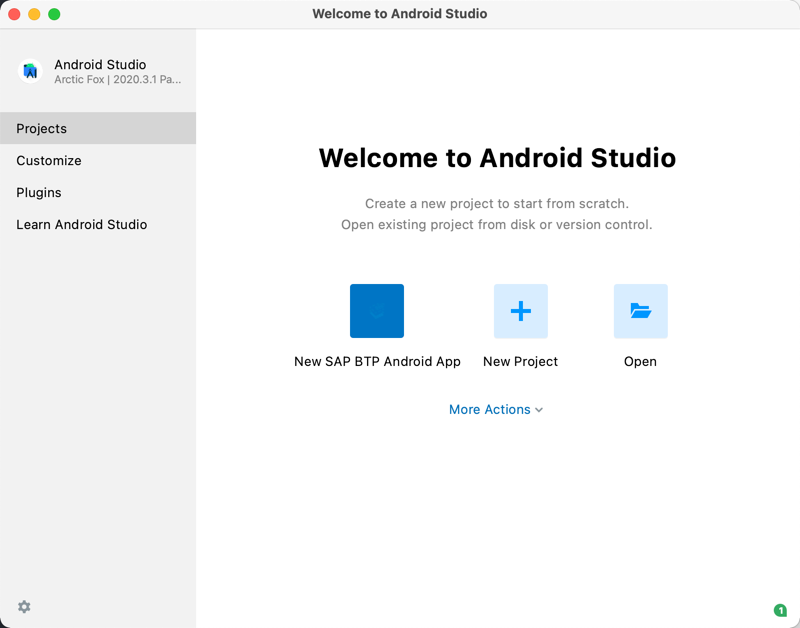 Welcome to Android Studio
Android Studio
Arctic Fox | 2020.3.1 Pa...
Projects
Customize
Plugins
Learn Android Studio
Welcome to Android Studio
Create a new project to start from scratch.
Open existing project from disk or version control.
New SAP BTP Android App
New Project
Open
More Actions
1